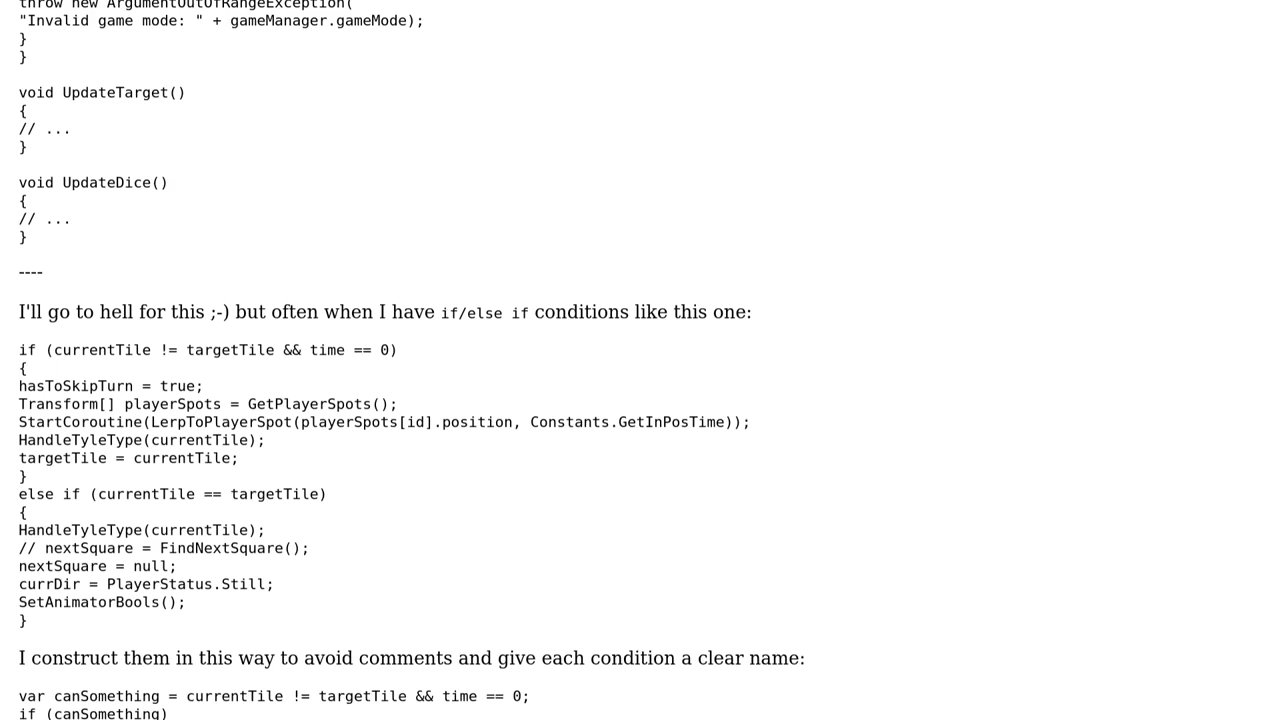 throw new ArgumentOutOfRangeException(
"Invalid game mode: " + gameManager.gameMode);
}
}
void UpdateTarget()
{
// ...
}
void UpdateDice()
{
// ...
}
----
I'll go to hell for this ;-) but often when I have if/else if conditions like this one:
if (currentTile != targetTile && time == 0)
{
hasToSkipTurn = true;
Transform[] playerSpots = GetPlayerSpots();
StartCoroutine(LerpToPlayerSpot(playerSpots[id].position, Constants.GetInPosTime));
HandleTyleType(currentTile);
targetTile = currentTile;
}
else if (currentTile == targetTile)
{
HandleTyleType(currentTile);
// nextSquare = FindNextSquare();
nextSquare = null;
currDir = PlayerStatus.Still;
SetAnimatorBools();
}
I construct them in this way to avoid comments and give each condition a clear name:
var canSomething = currentTile != targetTile && time == 0;
if (canSomething)